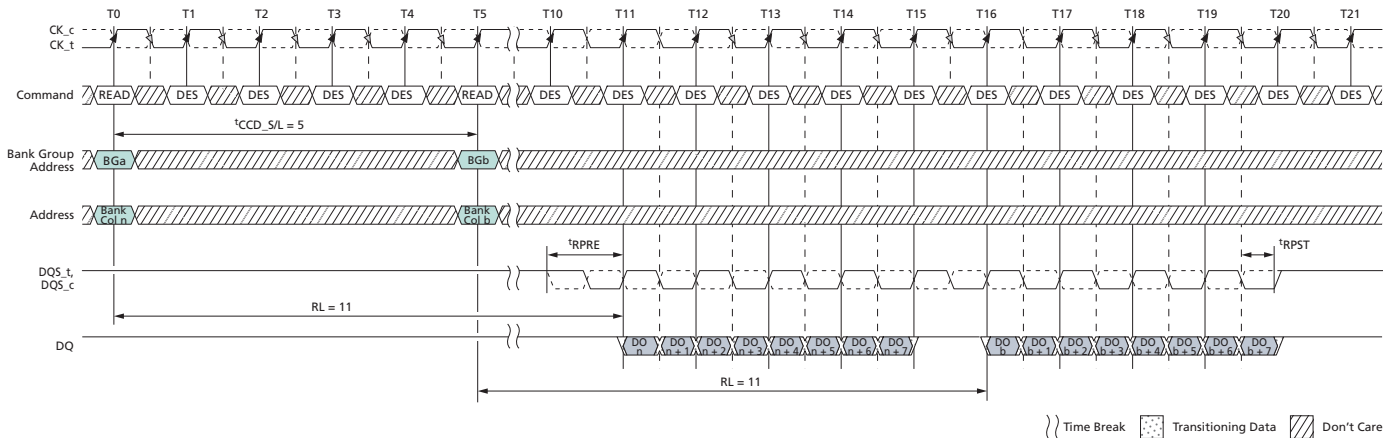 T0 T1 T2 T3 T4 T5 T10 T11 T12 T13 T14 T15 T16 T17 T18 T19 T20 T21
CK_c
CK_t
Command READ DES DES DES DES READ DES DES DES DES DES DES DES DES DES DES DES DES
tCCD_S/L = 5
Bank Group
Address
BGa BGb
Address
Bank
Col n
Bank
Col b
tRPRE tRPST
DQS_t,
DQS_c
RL = 11
DQ
DO
n
DO
n + 1
DO
n + 2
DO
n + 3
DO
n + 4
DO
n + 5
DO
n + 6
DO
n + 7
DO
b
DO
b + 1
DO
b + 2
DO
b + 3
DO
b + 4
DO
b + 5
DO
b + 6
DO
b + 7
RL = 11
Time Break Transitioning Data Don't Care